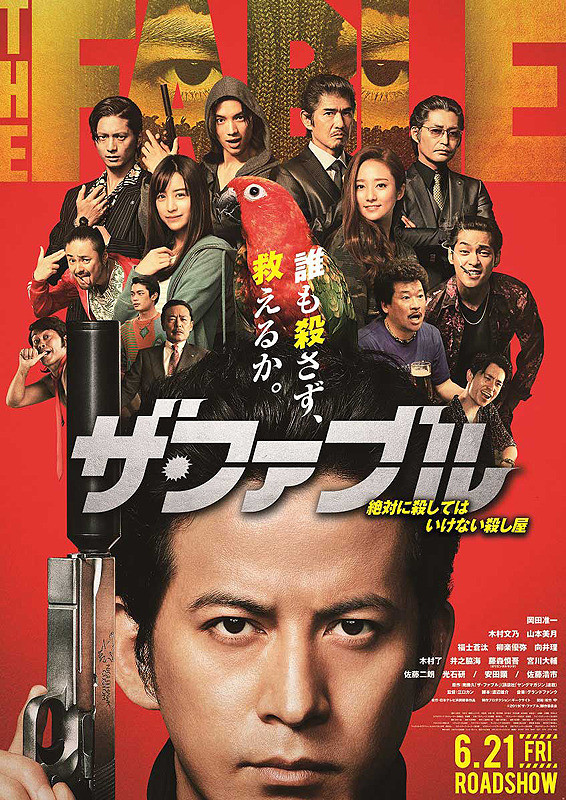 THE
FABLE
誰も殺さず、
救えるか。
ザ・ファブル
絶対に殺しては
いけない殺し屋
岡田准一
木村文乃 山本美月
福士蒼汰 柳楽優弥 向井理
木村了 井之脇海 藤森慎吾 宮川大輔
佐藤二朗 光石研 / 安田顕 / 佐藤浩市
6.21 FRI
ROADSHOW